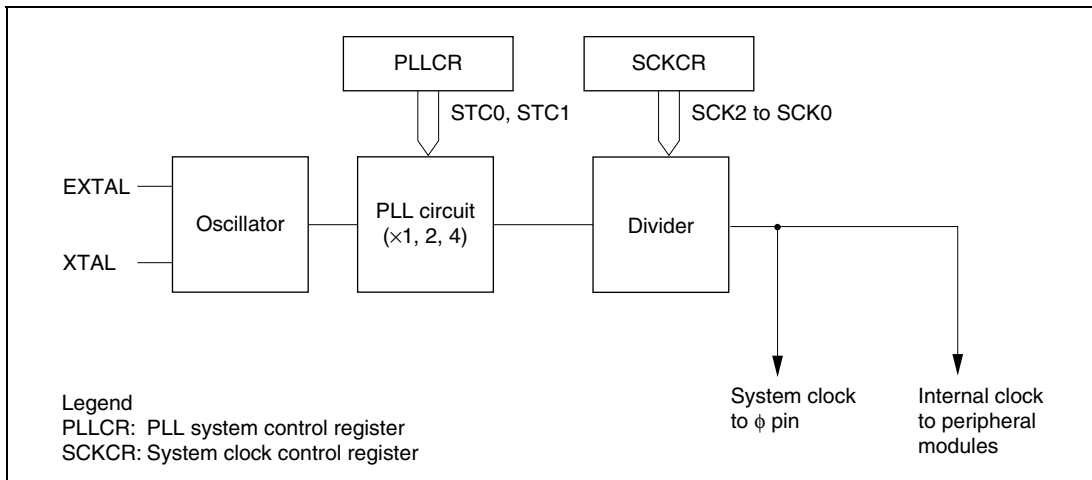 PLLCR
SCKCR
STC0, STC1
SCK2 to SCK0
EXTAL
XTAL
Oscillator
PLL circuit
(×1, 2, 4)
Divider
System clock
to ϕ pin
Internal clock
to peripheral
modules
Legend
PLLCR: PLL system control register
SCKCR: System clock control register